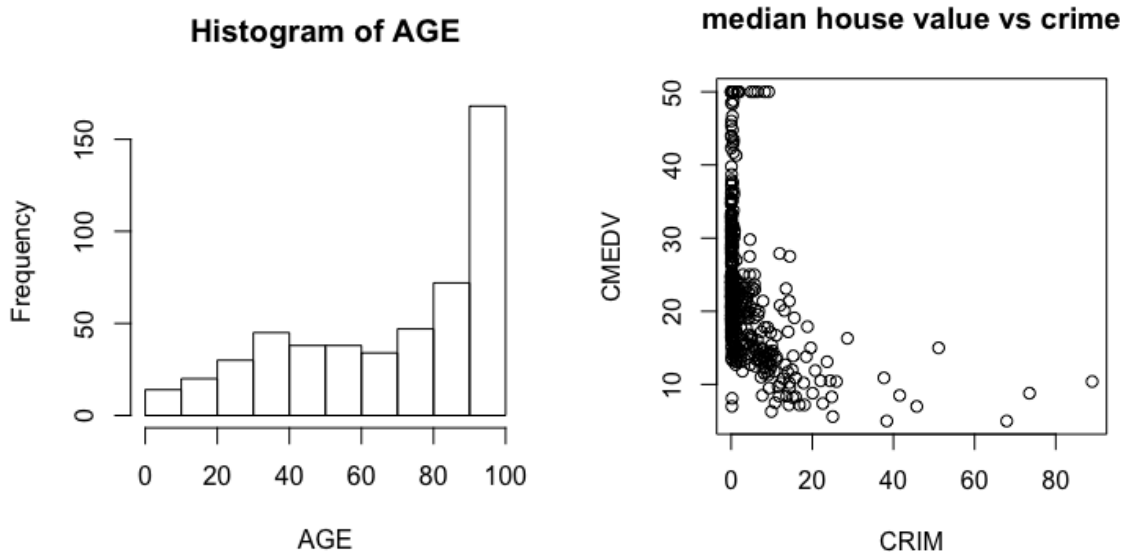 Histogram of AGE
Frequency
150
100
50
0
0 20 40 60 80 100
AGE
median house value vs crime
CMEDV
50
40
30
20
10
0 20 40 60 80
CRIM